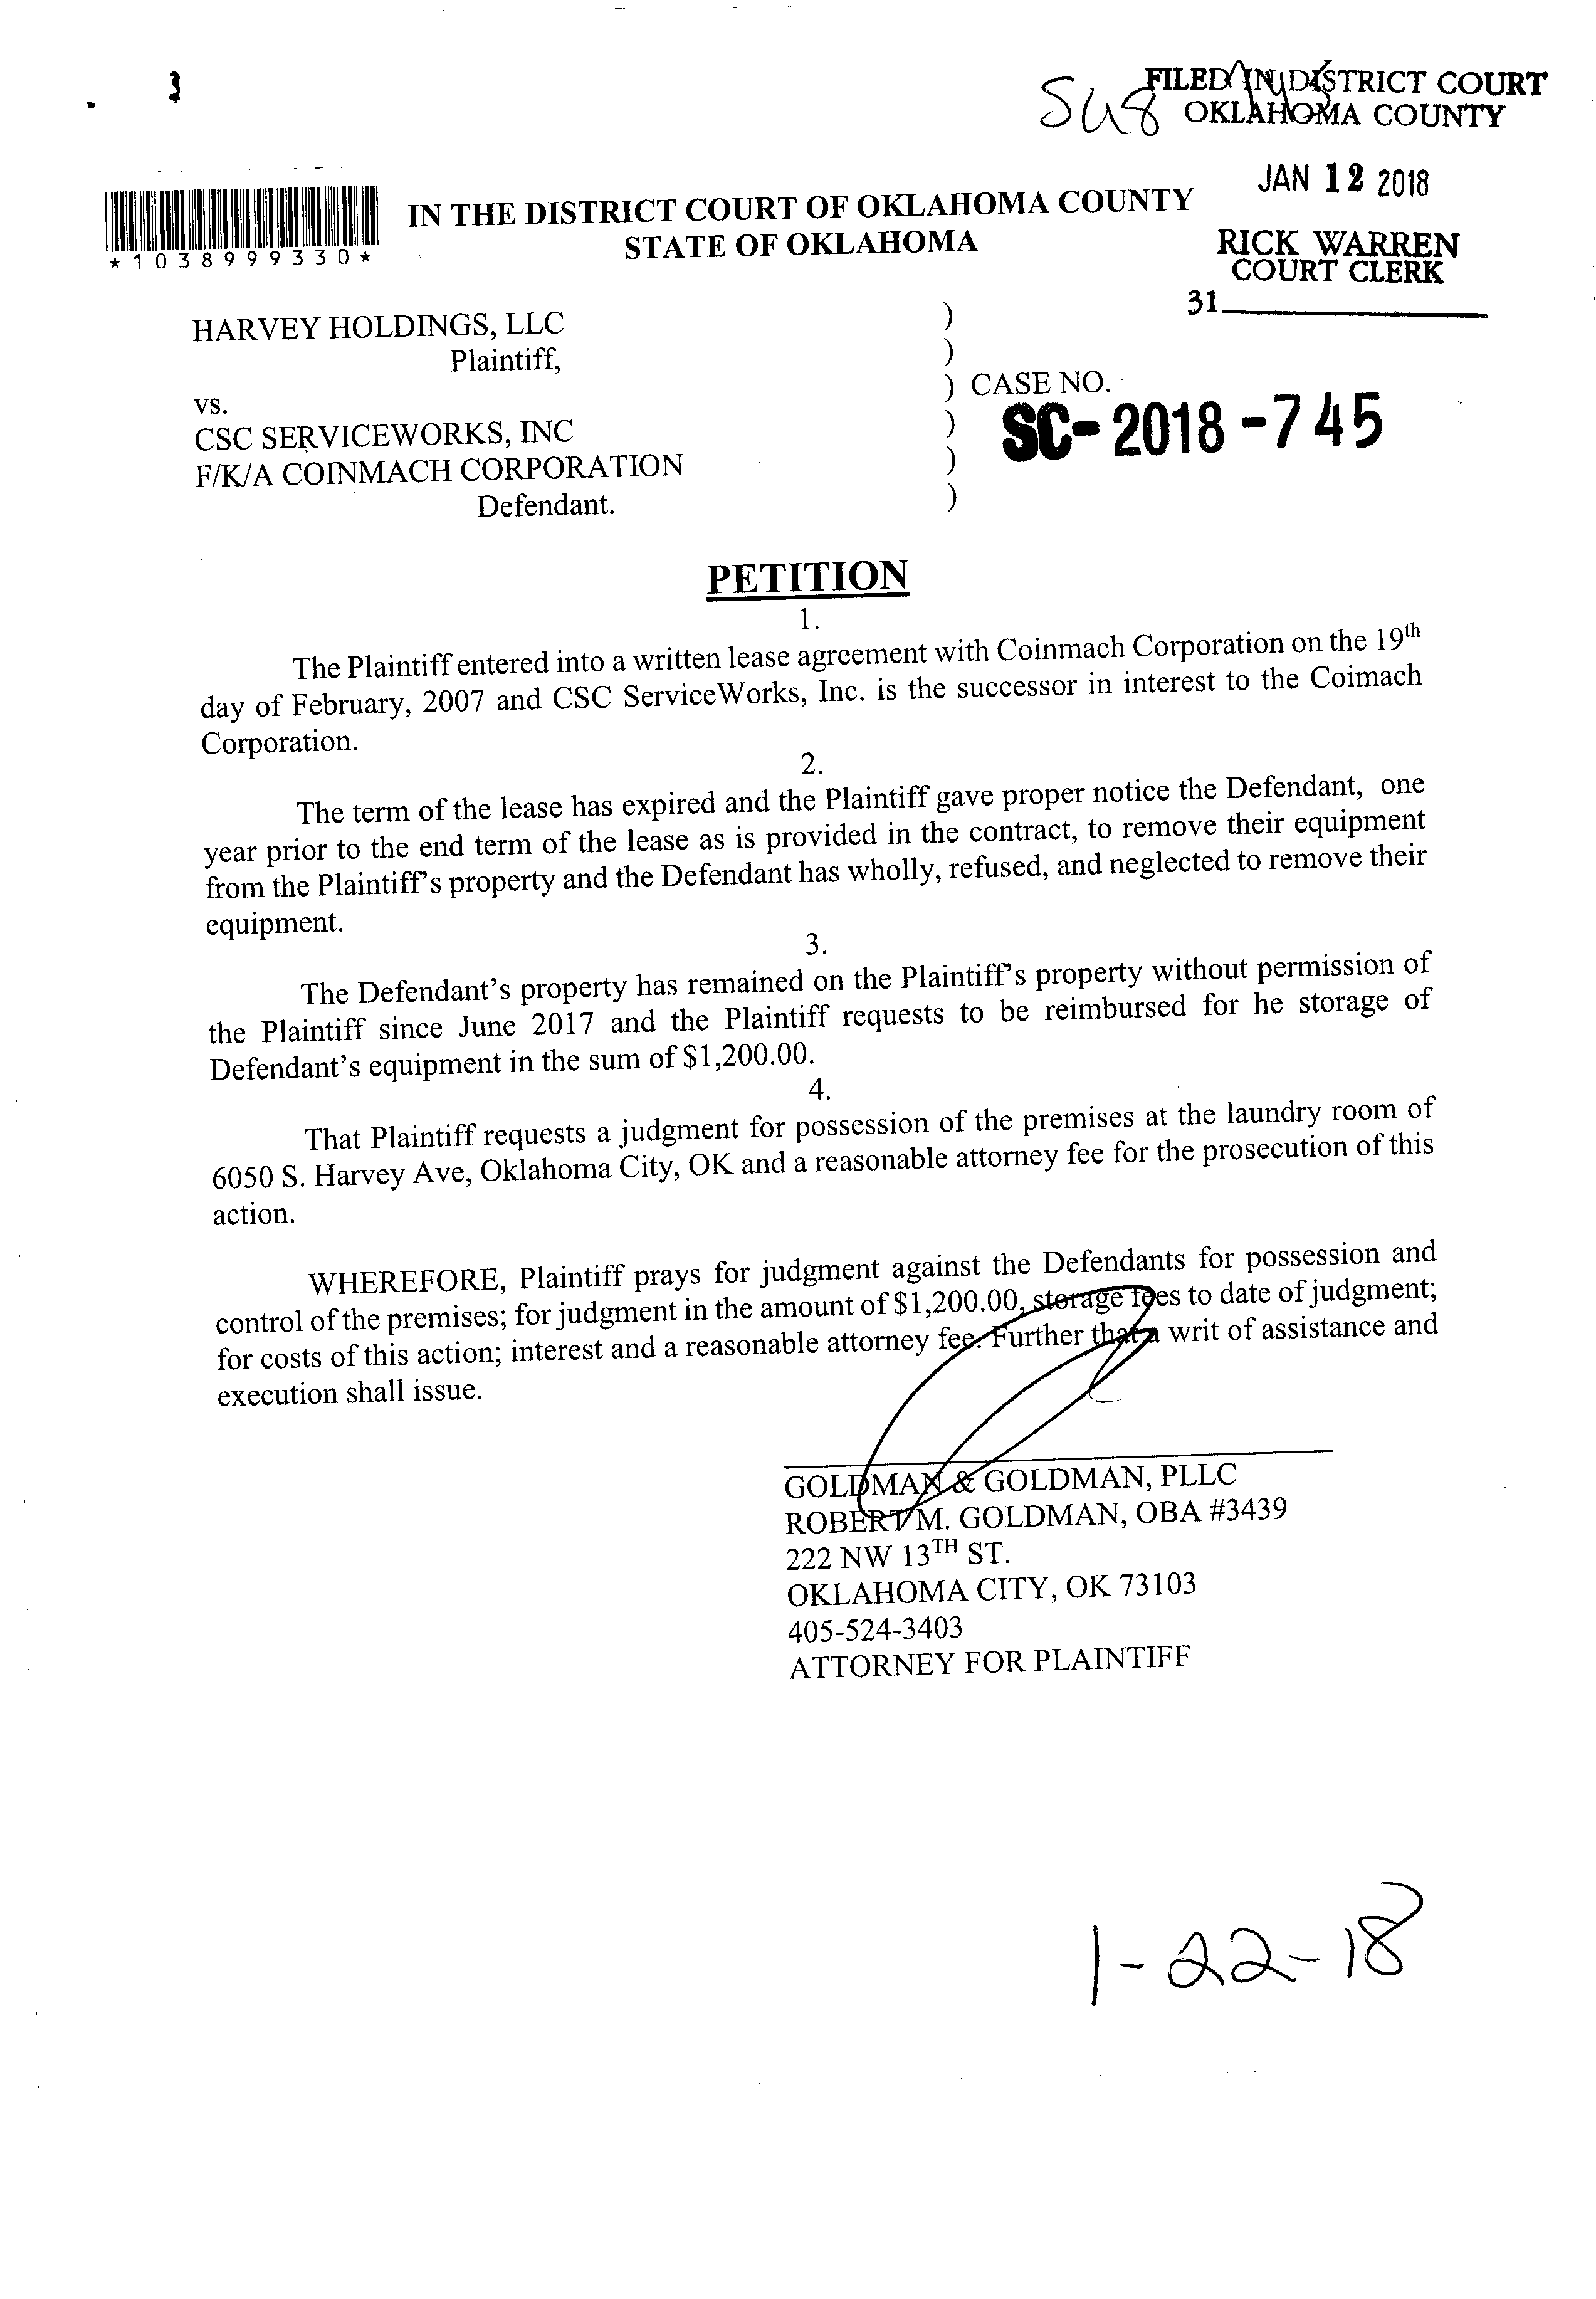 FILED IN DISTRICT COURT
OKLAHOMA COUNTY
JAN 12 2018
RICK WARREN
COURT CLERK
31
*1038999330*
IN THE DISTRICT COURT OF OKLAHOMA COUNTY
STATE OF OKLAHOMA
HARVEY HOLDINGS, LLC )
Plaintiff, )
vs. ) CASE NO.
CSC SERVICEWORKS, INC ) SC-2018-745
F/K/A COINMACH CORPORATION )
Defendant. )
PETITION
1.
The Plaintiff entered into a written lease agreement with Coinmach Corporation on the 19th
day of February, 2007 and CSC ServiceWorks, Inc. is the successor in interest to the Coimach
Corporation.
2.
The term of the lease has expired and the Plaintiff gave proper notice the Defendant, one
year prior to the end term of the lease as is provided in the contract, to remove their equipment
from the Plaintiff's property and the Defendant has wholly, refused, and neglected to remove their
equipment.
3.
The Defendant's property has remained on the Plaintiff's property without permission of
the Plaintiff since June 2017 and the Plaintiff requests to be reimbursed for he storage of
Defendant's equipment in the sum of $1,200.00.
4.
That Plaintiff requests a judgment for possession of the premises at the laundry room of
6050 S. Harvey Ave, Oklahoma City, OK and a reasonable attorney fee for the prosecution of this
action.
WHEREFORE, Plaintiff prays for judgment against the Defendants for possession and
control of the premises; for judgment in the amount of $1,200.00, storage fees to date of judgment;
for costs of this action; interest and a reasonable attorney fee. Further that a writ of assistance and
execution shall issue.
GOLDMAN & GOLDMAN, PLLC
ROBERT M. GOLDMAN, OBA #3439
222 NW 13TH ST.
OKLAHOMA CITY, OK 73103
405-524-3403
ATTORNEY FOR PLAINTIFF
1-22-18